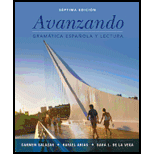 SÉPTIMA EDICIÓN
Avanzando
GRAMÁTICA ESPAÑOLA Y LECTURA
CARMEN SALAZAR · RAFAEL ARIAS · SARA L. DE LA VEGA